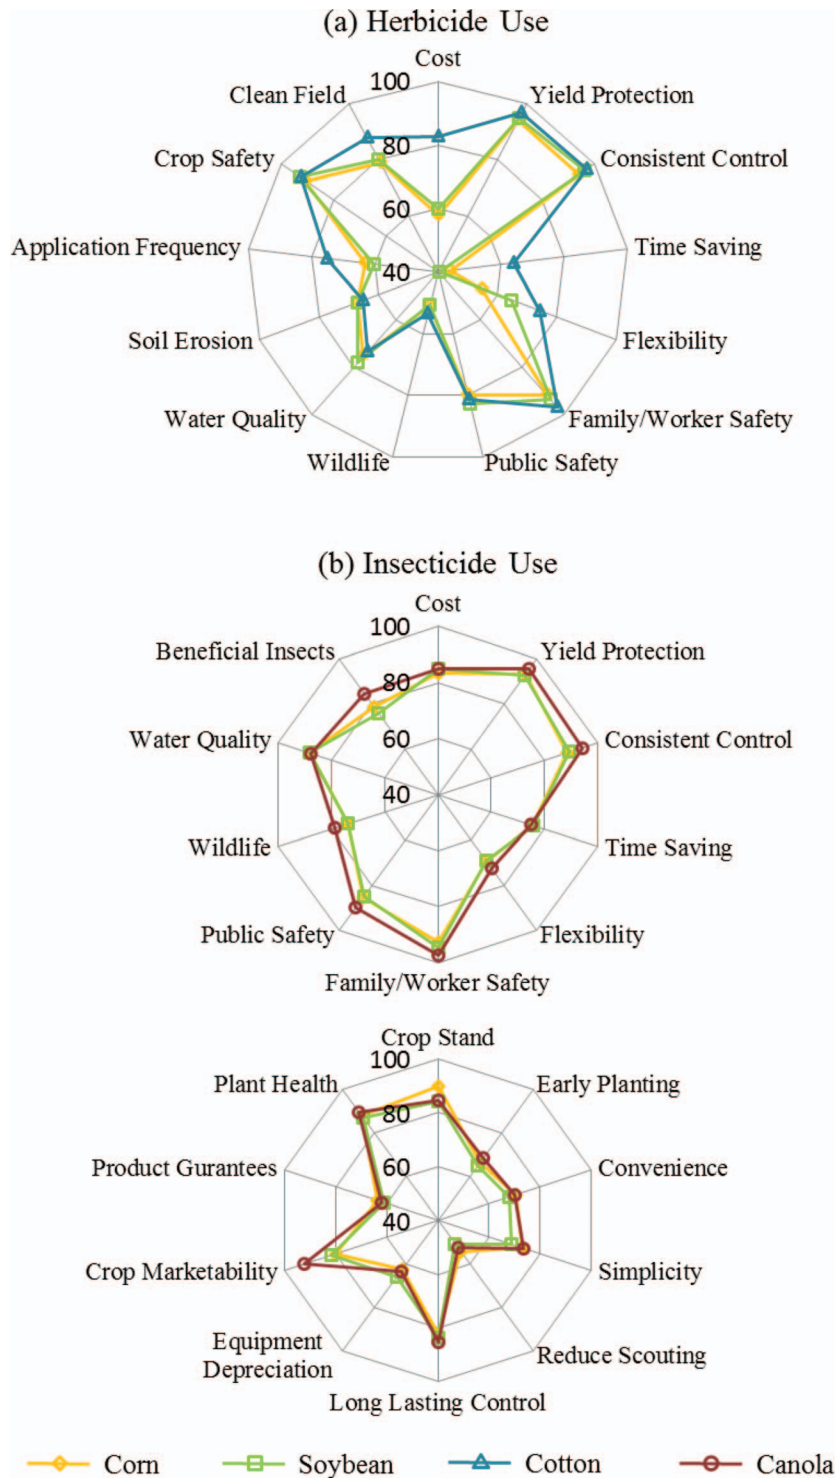 (a) Herbicide Use
Cost
100
Clean Field
Yield Protection
80
Crop Safety
Consistent Control
60
Application Frequency
Time Saving
40
Soil Erosion
Flexibility
Water Quality
Family/Worker Safety
Wildlife
Public Safety
(b) Insecticide Use
Cost
100
Beneficial Insects
Yield Protection
80
Water Quality
Consistent Control
60
40
Wildlife
Time Saving
Public Safety
Flexibility
Family/Worker Safety
Crop Stand
100
Plant Health
Early Planting
80
Product Gurantees
Convenience
60
40
Crop Marketability
Simplicity
Equipment
Depreciation
Reduce Scouting
Long Lasting Control
Corn Soybean Cotton Canola